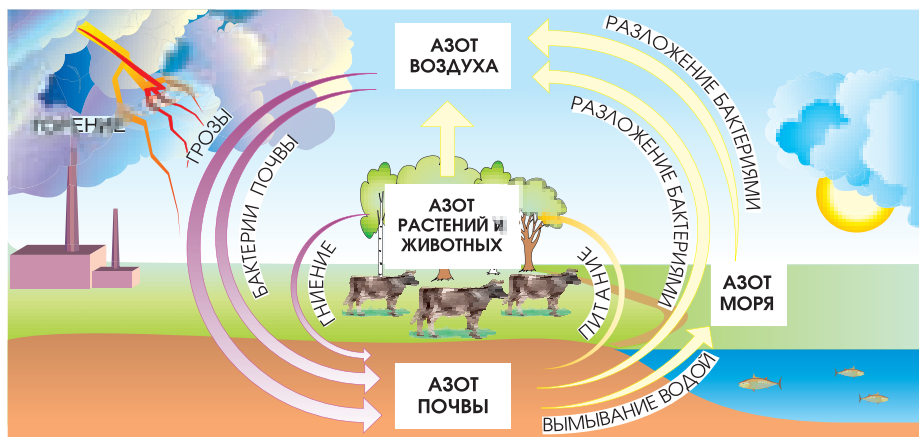 АЗОТ
ВОЗДУХА
РАЗЛОЖЕНИЕ БАКТЕРИЯМИ
ГОРЕНИЕ
ГРОЗЫ
БАКТЕРИИ ПОЧВЫ
РАЗЛОЖЕНИЕ БАКТЕРИЯМИ
АЗОТ
РАСТЕНИЙ И
ЖИВОТНЫХ
ГНИЕНИЕ
ПИТАНИЕ
АЗОТ
МОРЯ
АЗОТ
ПОЧВЫ
ВЫМЫВАНИЕ ВОДОЙ